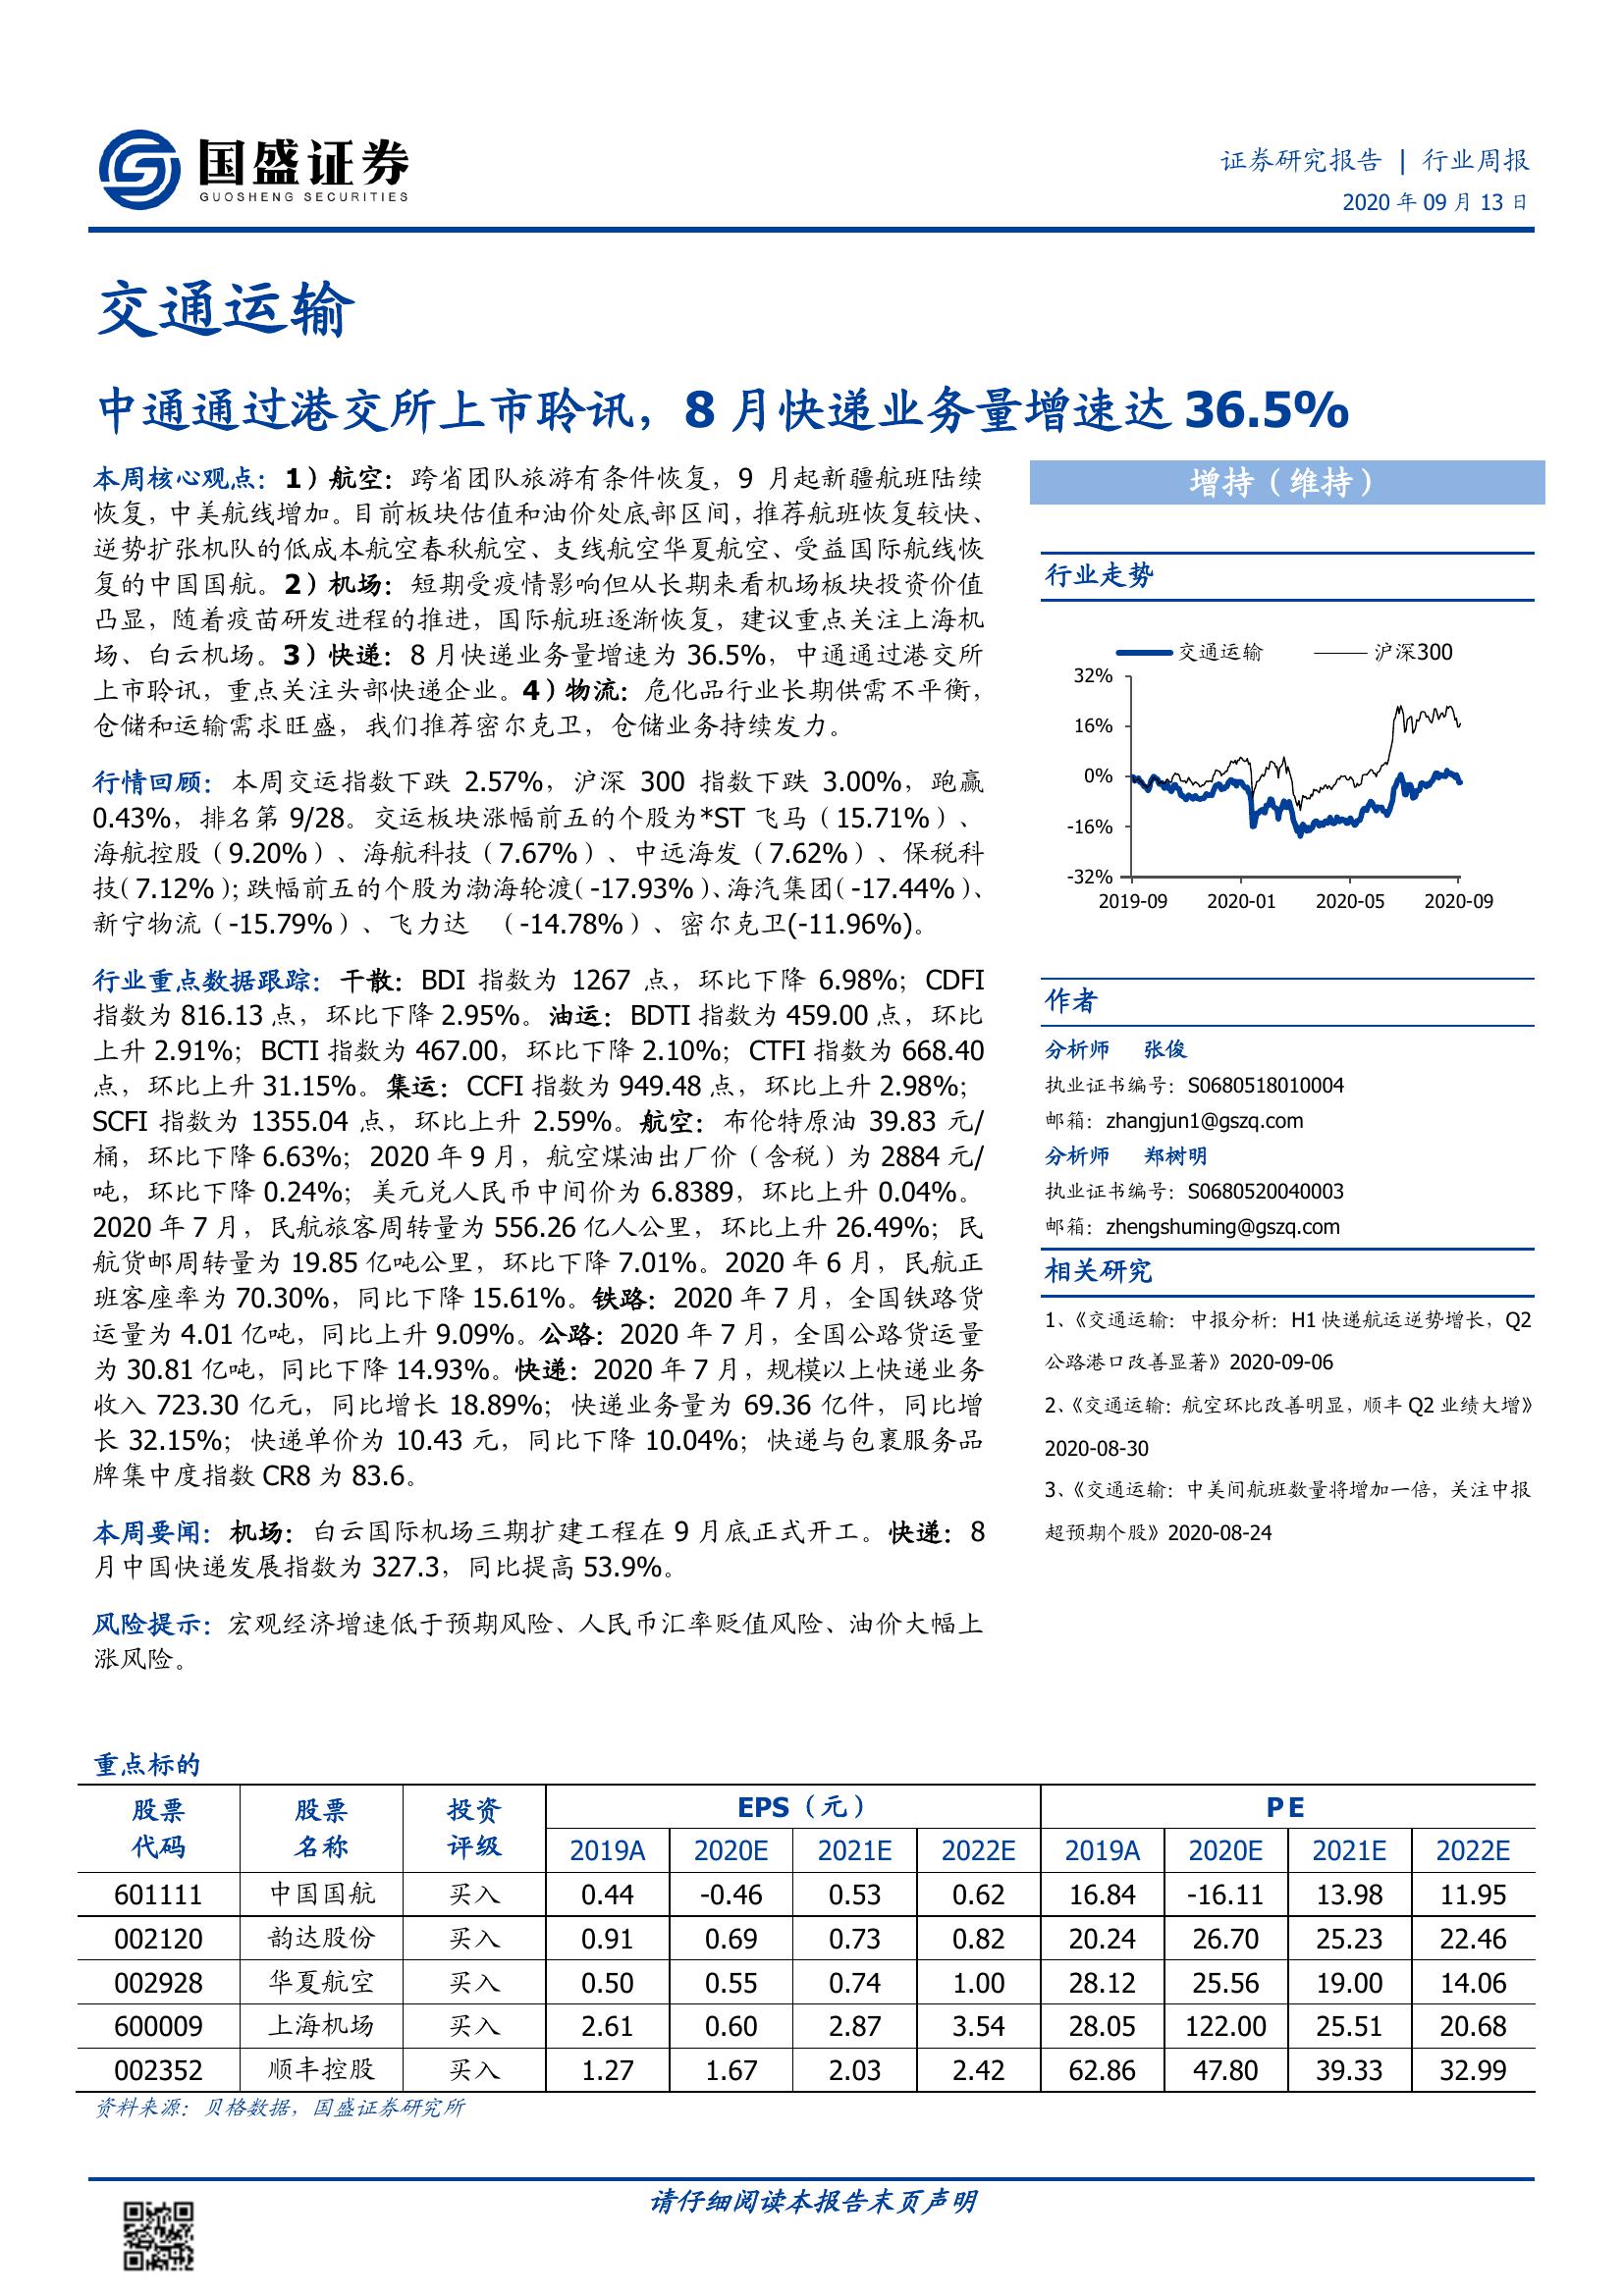 国盛证券
GUOSHENG SECURITIES
证券研究报告 | 行业周报
2020 年 09 月 13 日
交通运输
中通通过港交所上市聆讯，8 月快递业务量增速达 36.5%
本周核心观点：1）航空：跨省团队旅游有条件恢复，9 月起新疆航班陆续
恢复，中美航线增加。目前板块估值和油价处底部区间，推荐航班恢复较快、
逆势扩张机队的低成本航空春秋航空、支线航空华夏航空、受益国际航线恢
复的中国国航。2）机场：短期受疫情影响但从长期来看机场板块投资价值
凸显，随着疫苗研发进程的推进，国际航班逐渐恢复，建议重点关注上海机
场、白云机场。3）快递：8 月快递业务量增速为 36.5%，中通通过港交所
上市聆讯，重点关注头部快递企业。4）物流：危化品行业长期供需不平衡，
仓储和运输需求旺盛，我们推荐密尔克卫，仓储业务持续发力。
行情回顾：本周交运指数下跌 2.57%，沪深 300 指数下跌 3.00%，跑赢
0.43%，排名第 9/28。交运板块涨幅前五的个股为*ST 飞马（15.71%）、
海航控股（9.20%）、海航科技（7.67%）、中远海发（7.62%）、保税科
技（7.12%）；跌幅前五的个股为渤海轮渡（-17.93%）、海汽集团（-17.44%）、
新宁物流（-15.79%）、飞力达 （-14.78%）、密尔克卫(-11.96%)。
行业重点数据跟踪：干散：BDI 指数为 1267 点，环比下降 6.98%；CDFI
指数为 816.13 点，环比下降 2.95%。油运：BDTI 指数为 459.00 点，环比
上升 2.91%；BCTI 指数为 467.00，环比下降 2.10%；CTFI 指数为 668.40
点，环比上升 31.15%。集运：CCFI 指数为 949.48 点，环比上升 2.98%；
SCFI 指数为 1355.04 点，环比上升 2.59%。航空：布伦特原油 39.83 元/
桶，环比下降 6.63%；2020 年 9 月，航空煤油出厂价（含税）为 2884 元/
吨，环比下降 0.24%；美元兑人民币中间价为 6.8389，环比上升 0.04%。
2020 年 7 月，民航旅客周转量为 556.26 亿人公里，环比上升 26.49%；民
航货邮周转量为 19.85 亿吨公里，环比下降 7.01%。2020 年 6 月，民航正
班客座率为 70.30%，同比下降 15.61%。铁路：2020 年 7 月，全国铁路货
运量为 4.01 亿吨，同比上升 9.09%。公路：2020 年 7 月，全国公路货运量
为 30.81 亿吨，同比下降 14.93%。快递：2020 年 7 月，规模以上快递业务
收入 723.30 亿元，同比增长 18.89%；快递业务量为 69.36 亿件，同比增
长 32.15%；快递单价为 10.43 元，同比下降 10.04%；快递与包裹服务品
牌集中度指数 CR8 为 83.6。
本周要闻：机场：白云国际机场三期扩建工程在 9 月底正式开工。快递：8
月中国快递发展指数为 327.3，同比提高 53.9%。
风险提示：宏观经济增速低于预期风险、人民币汇率贬值风险、油价大幅上
涨风险。
增持（维持）
行业走势
交通运输 沪深300
32%
16%
0%
-16%
-32%
2019-09 2020-01 2020-05 2020-09
作者
分析师 张俊
执业证书编号：S0680518010004
邮箱：zhangjun1@gszq.com
分析师 郑树明
执业证书编号：S0680520040003
邮箱：zhengshuming@gszq.com
相关研究
1、《交通运输：中报分析：H1 快递航运逆势增长，Q2
公路港口改善显著》2020-09-06
2、《交通运输：航空环比改善明显，顺丰 Q2 业绩大增》
2020-08-30
3、《交通运输：中美间航班数量将增加一倍，关注中报
超预期个股》2020-08-24
重点标的
股票 股票 投资 EPS（元） P E
代码 名称 评级 2019A 2020E 2021E 2022E 2019A 2020E 2021E 2022E
601111 中国国航 买入 0.44 -0.46 0.53 0.62 16.84 -16.11 13.98 11.95
002120 韵达股份 买入 0.91 0.69 0.73 0.82 20.24 26.70 25.23 22.46
002928 华夏航空 买入 0.50 0.55 0.74 1.00 28.12 25.56 19.00 14.06
600009 上海机场 买入 2.61 0.60 2.87 3.54 28.05 122.00 25.51 20.68
002352 顺丰控股 买入 1.27 1.67 2.03 2.42 62.86 47.80 39.33 32.99
资料来源：贝格数据，国盛证券研究所
请仔细阅读本报告末页声明